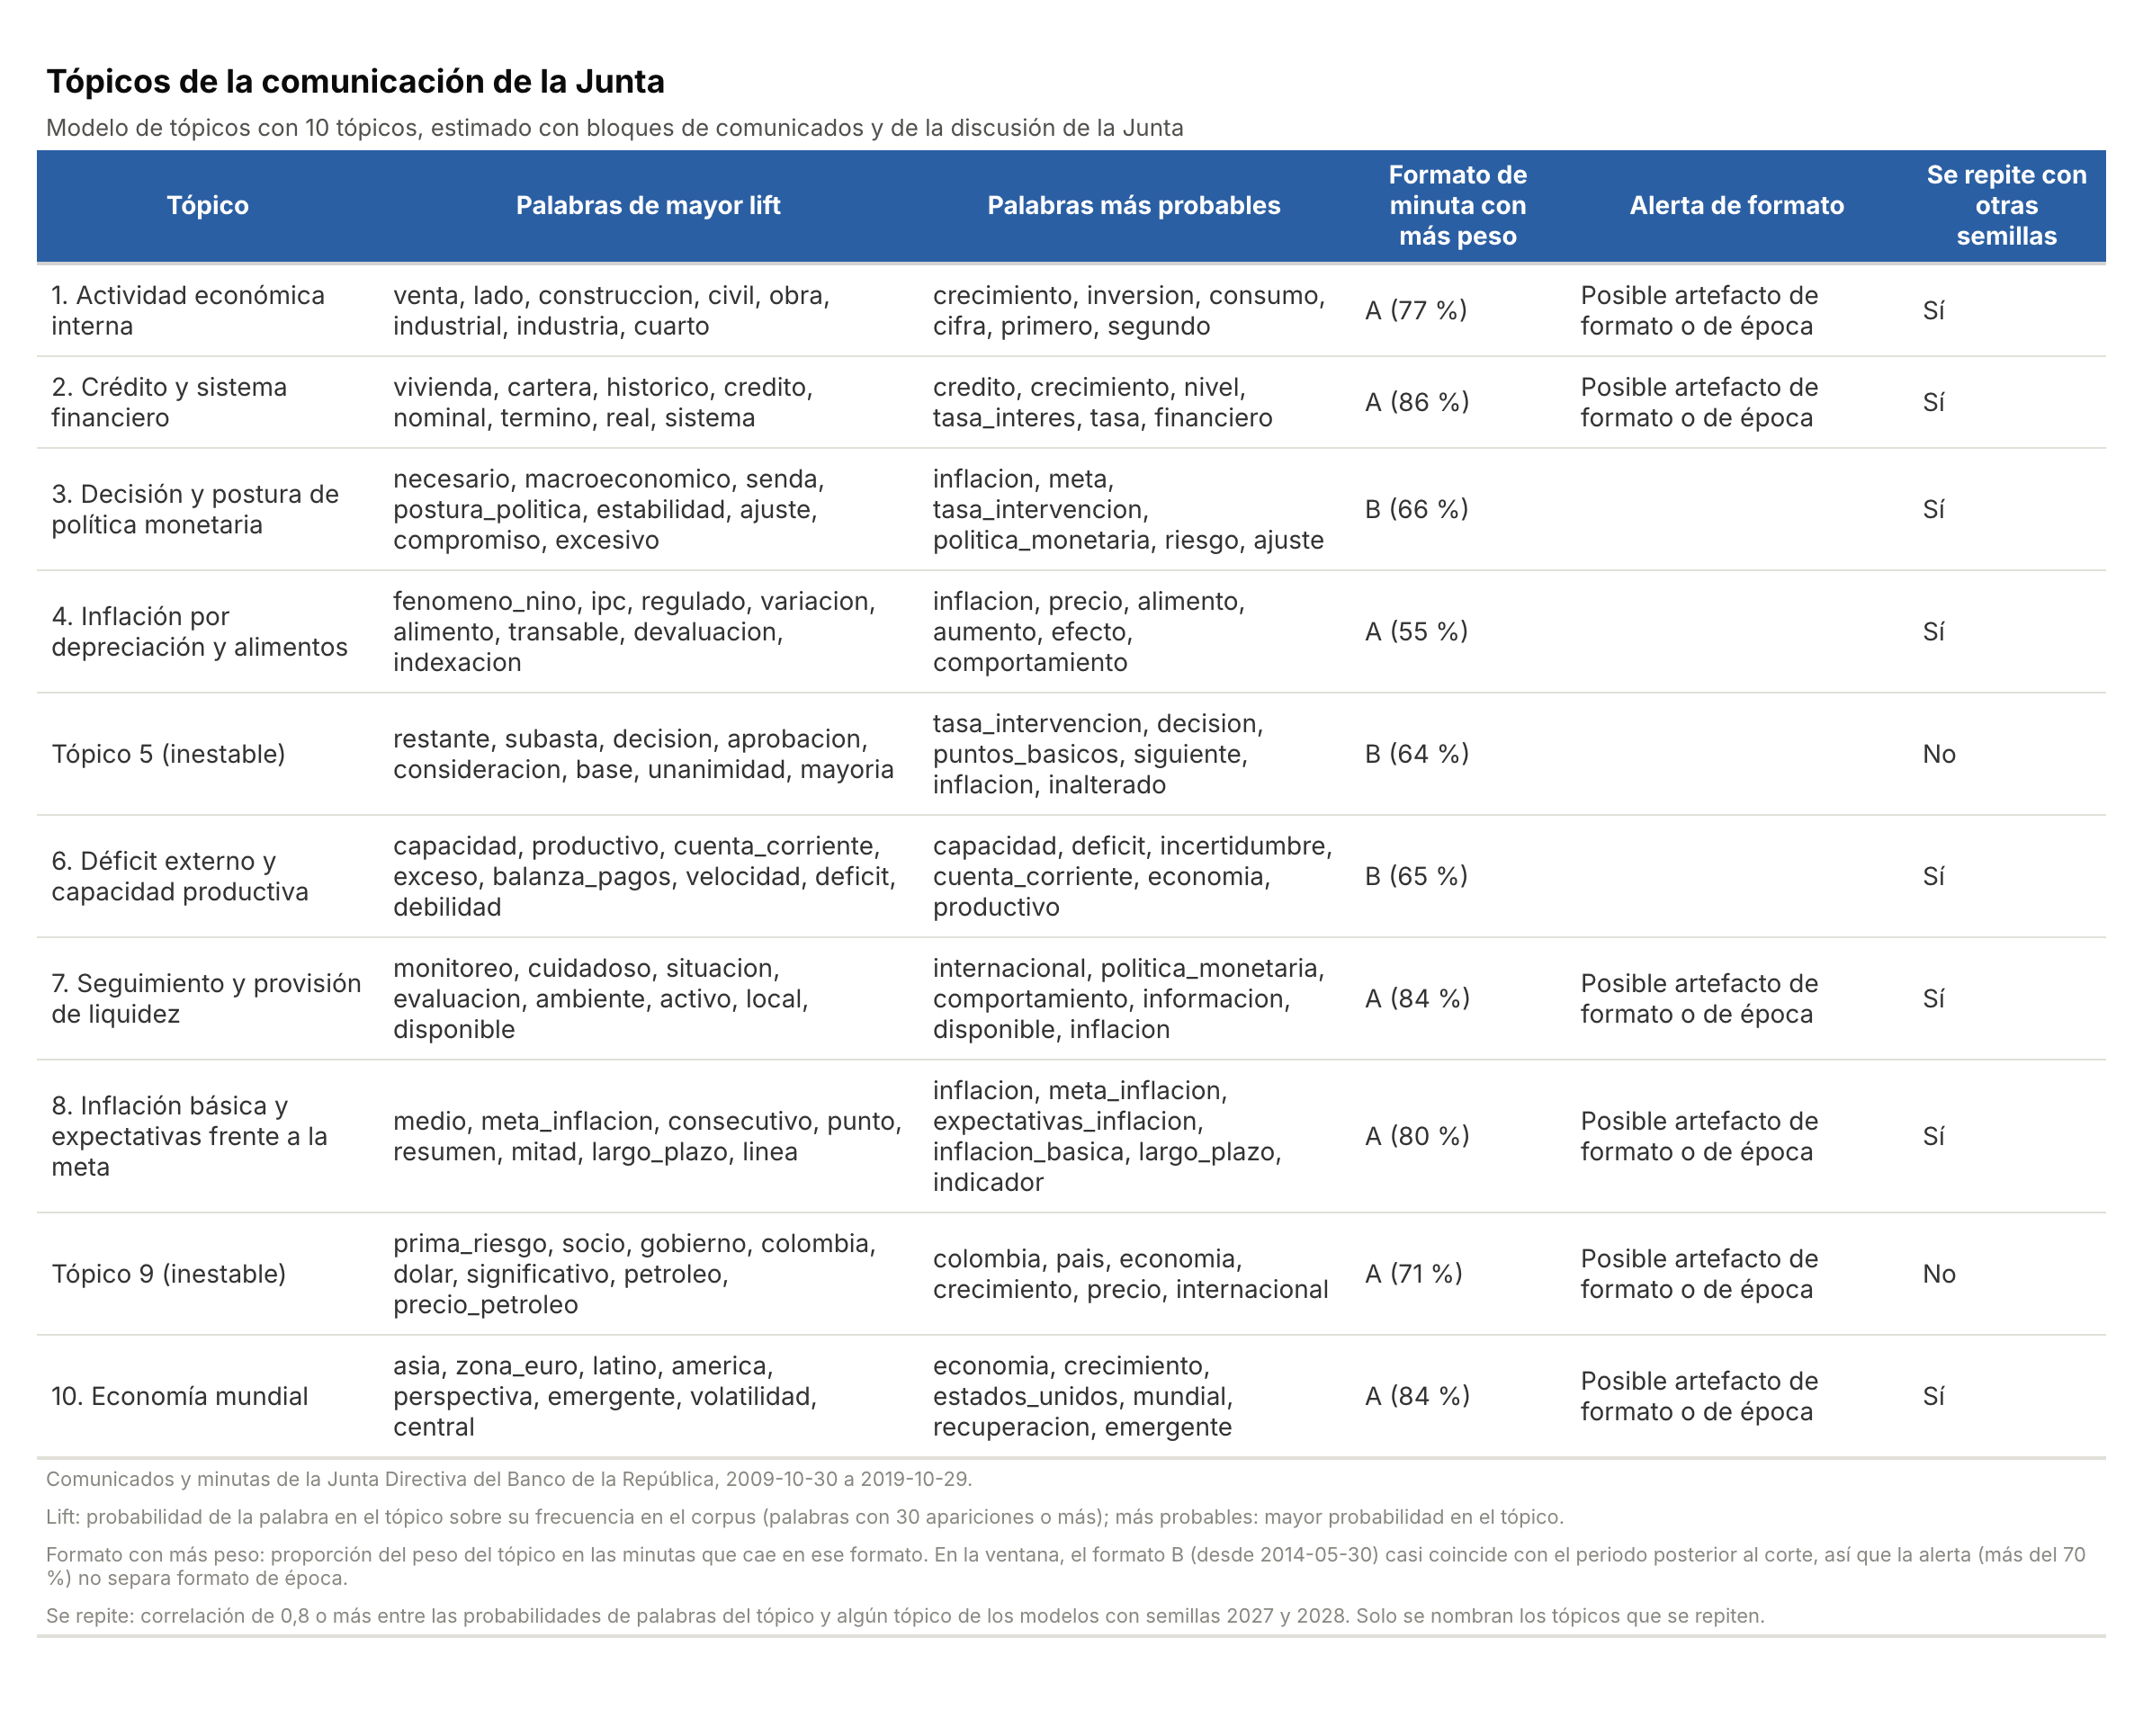 Tópicos de la comunicación de la Junta
Modelo de tópicos con 10 tópicos, estimado con bloques de comunicados y de la discusión de la Junta
Tópico
Palabras de mayor lift
Palabras más probables
Formato de
minuta con
más peso
Alerta de formato
Se repite con
otras
semillas
1. Actividad económica
interna
venta, lado, construccion, civil, obra,
industrial, industria, cuarto
crecimiento, inversion, consumo,
cifra, primero, segundo
A (77 %)
Posible artefacto de
formato o de época
Sí
2. Crédito y sistema
financiero
vivienda, cartera, historico, credito,
nominal, termino, real, sistema
credito, crecimiento, nivel,
tasa_interes, tasa, financiero
A (86 %)
Posible artefacto de
formato o de época
Sí
3. Decisión y postura de
política monetaria
necesario, macroeconomico, senda,
postura_politica, estabilidad, ajuste,
compromiso, excesivo
inflacion, meta,
tasa_intervencion,
politica_monetaria, riesgo, ajuste
B (66 %)
Sí
4. Inflación por
depreciación y alimentos
fenomeno_nino, ipc, regulado, variacion,
alimento, transable, devaluacion,
indexacion
inflacion, precio, alimento,
aumento, efecto,
comportamiento
A (55 %)
Sí
Tópico 5 (inestable)
restante, subasta, decision, aprobacion,
consideracion, base, unanimidad, mayoria
tasa_intervencion, decision,
puntos_basicos, siguiente,
inflacion, inalterado
B (64 %)
No
6. Déficit externo y
capacidad productiva
capacidad, productivo, cuenta_corriente,
exceso, balanza_pagos, velocidad, deficit,
debilidad
capacidad, deficit, incertidumbre,
cuenta_corriente, economia,
productivo
B (65 %)
Sí
7. Seguimiento y provisión
de liquidez
monitoreo, cuidadoso, situacion,
evaluacion, ambiente, activo, local,
disponible
internacional, politica_monetaria,
comportamiento, informacion,
disponible, inflacion
A (84 %)
Posible artefacto de
formato o de época
Sí
8. Inflación básica y
expectativas frente a la
meta
medio, meta_inflacion, consecutivo, punto,
resumen, mitad, largo_plazo, linea
inflacion, meta_inflacion,
expectativas_inflacion,
inflacion_basica, largo_plazo,
indicador
A (80 %)
Posible artefacto de
formato o de época
Sí
Tópico 9 (inestable)
prima_riesgo, socio, gobierno, colombia,
dolar, significativo, petroleo,
precio_petroleo
colombia, pais, economia,
crecimiento, precio, internacional
A (71 %)
Posible artefacto de
formato o de época
No
10. Economía mundial
asia, zona_euro, latino, america,
perspectiva, emergente, volatilidad,
central
economia, crecimiento,
estados_unidos, mundial,
recuperacion, emergente
A (84 %)
Posible artefacto de
formato o de época
Sí
Comunicados y minutas de la Junta Directiva del Banco de la República, 2009-10-30 a 2019-10-29.
Lift: probabilidad de la palabra en el tópico sobre su frecuencia en el corpus (palabras con 30 apariciones o más); más probables: mayor probabilidad en el tópico.
Formato con más peso: proporción del peso del tópico en las minutas que cae en ese formato. En la ventana, el formato B (desde 2014-05-30) casi coincide con el periodo posterior al corte, así que la alerta (más del 70
%) no separa formato de época.
Se repite: correlación de 0,8 o más entre las probabilidades de palabras del tópico y algún tópico de los modelos con semillas 2027 y 2028. Solo se nombran los tópicos que se repiten.